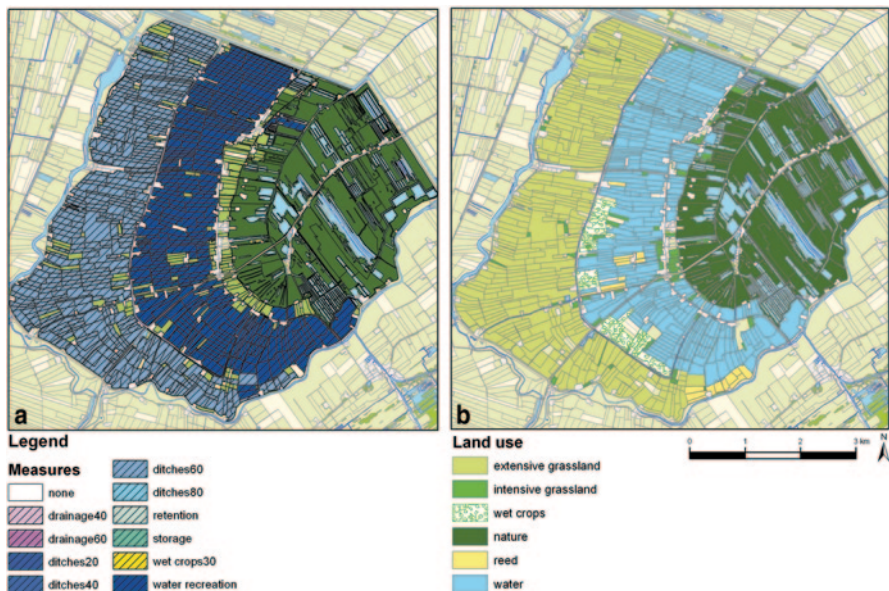 a
b
Legend
Measures
none
drainage40
drainage60
ditches20
ditches40
ditches60
ditches80
retention
storage
wet crops30
water recreation
Land use
extensive grassland
intensive grassland
wet crops
nature
reed
water
0 1 2 3 km
N